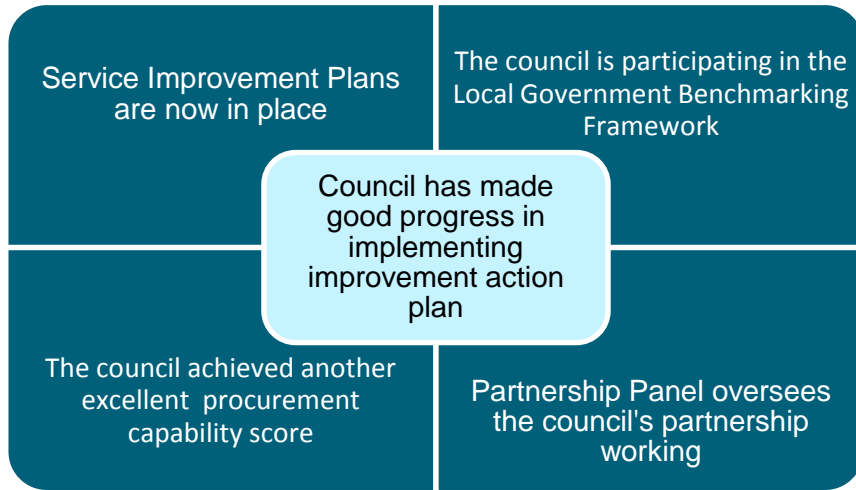 Service Improvement Plans
are now in place
The council is participating in the
Local Government Benchmarking
Framework
Council has made
good progress in
implementing
improvement action
plan
The council achieved another
excellent  procurement
capability score
Partnership Panel oversees
the council's partnership
working